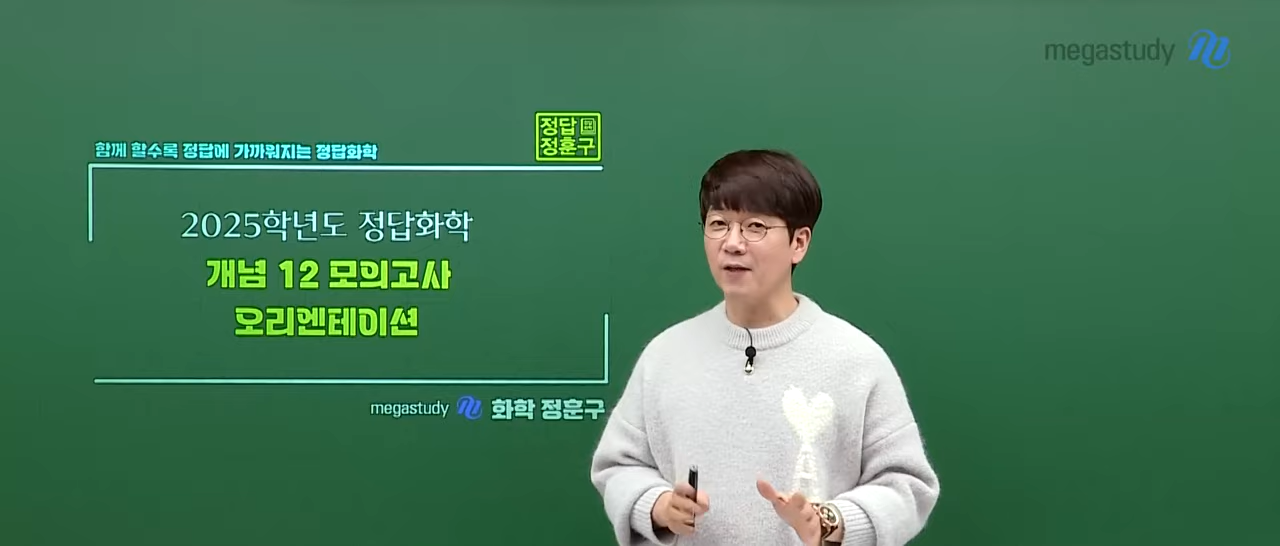 megastudy
정답
정훈구
함께 할수록 정답에 가까워지는 정답화학
2025학년도 정답화학
개념 12 모의고사
오리엔테이션
megastudy 화학 정훈구